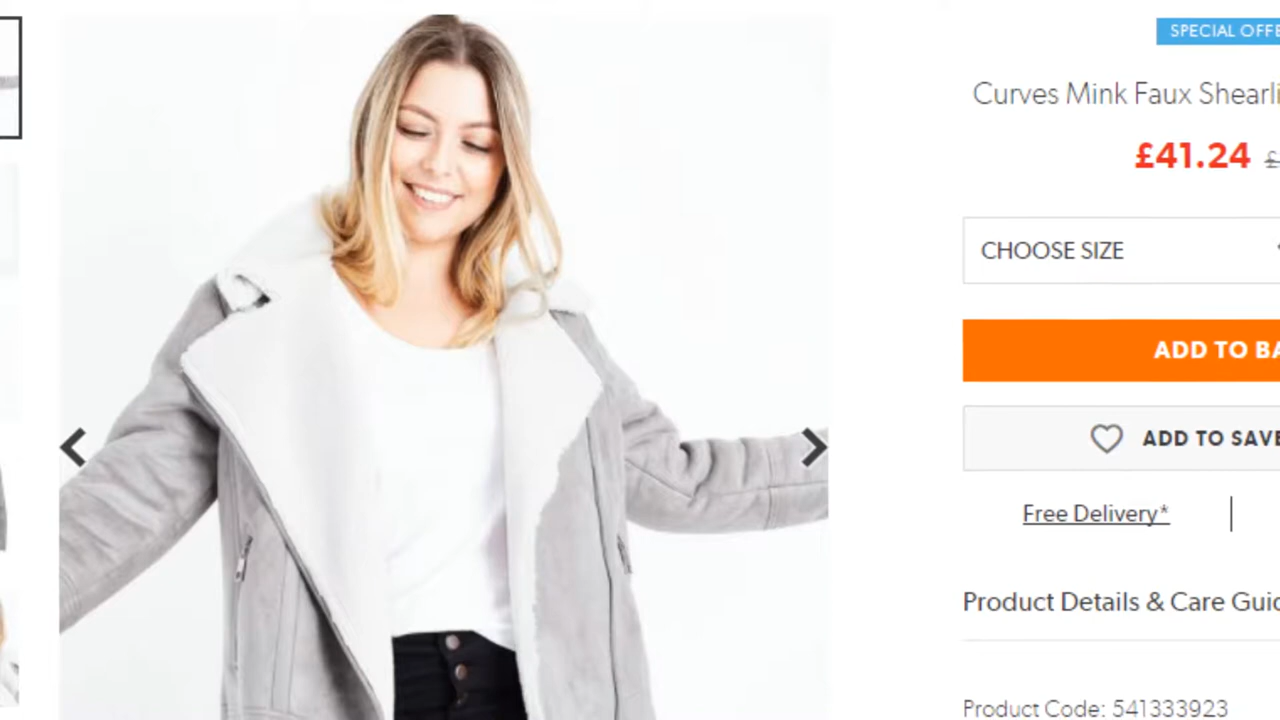 SPECIAL OFFE
Curves Mink Faux Shearli
£41.24 £
CHOOSE SIZE
ADD TO BA
ADD TO SAVE
Free Delivery* |
Product Details & Care Guid
Product Code: 541333923